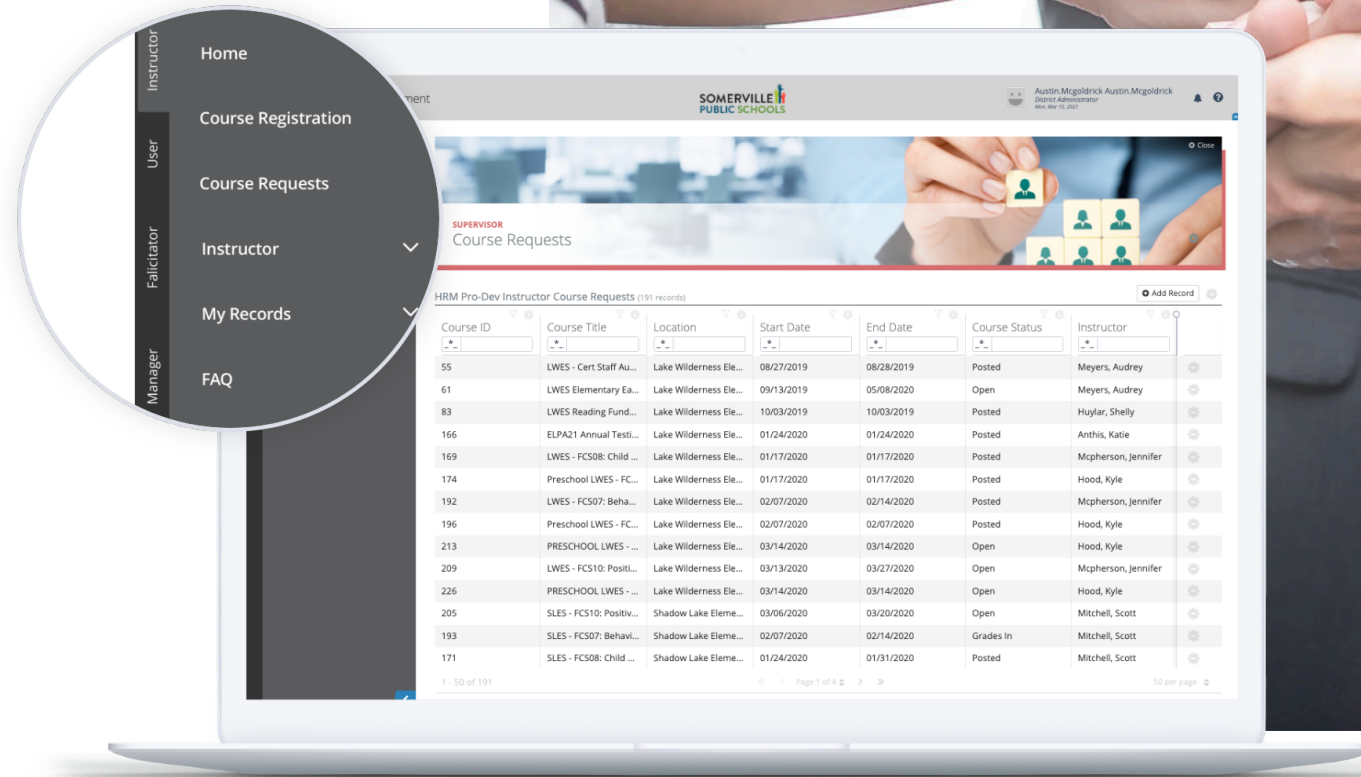 Instructor
User
Falicitator
Manager
Home
Course Registration
Course Requests
Instructor
My Records
FAQ
ment
SOMERVILLE
PUBLIC SCHOOLS
Austin.Mcgoldrick Austin.Mcgoldrick
District Administrator
Mon, Mar 15, 2021
Close
SUPERVISOR
Course Requests
HRM Pro-Dev Instructor Course Requests (191 records)
Add Record
Course ID Course Title Location Start Date End Date Course Status Instructor
_*_ _*_ _*_ _*_ _*_ _*_ _*_
55 LWES - Cert Staff Au... Lake Wilderness Ele... 08/27/2019 08/28/2019 Posted Meyers, Audrey
61 LWES Elementary Ea... Lake Wilderness Ele... 09/13/2019 05/08/2020 Open Meyers, Audrey
83 LWES Reading Fund... Lake Wilderness Ele... 10/03/2019 10/03/2019 Posted Huylar, Shelly
166 ELPA21 Annual Testi... Lake Wilderness Ele... 01/24/2020 01/24/2020 Posted Anthis, Katie
169 LWES - FCS08: Child ... Lake Wilderness Ele... 01/17/2020 01/17/2020 Posted Mcpherson, Jennifer
174 Preschool LWES - FC... Lake Wilderness Ele... 01/17/2020 01/17/2020 Posted Hood, Kyle
192 LWES - FCS07: Beha... Lake Wilderness Ele... 02/07/2020 02/14/2020 Posted Mcpherson, Jennifer
196 Preschool LWES - FC... Lake Wilderness Ele... 02/07/2020 02/07/2020 Posted Hood, Kyle
213 PRESCHOOL LWES - ... Lake Wilderness Ele... 03/14/2020 03/14/2020 Open Hood, Kyle
209 LWES - FCS10: Positi... Lake Wilderness Ele... 03/13/2020 03/27/2020 Open Mcpherson, Jennifer
226 PRESCHOOL LWES - ... Lake Wilderness Ele... 03/14/2020 03/14/2020 Open Hood, Kyle
205 SLES - FCS10: Positiv... Shadow Lake Eleme... 03/06/2020 03/20/2020 Open Mitchell, Scott
193 SLES - FCS07: Behavi... Shadow Lake Eleme... 02/07/2020 02/14/2020 Grades In Mitchell, Scott
171 SLES - FCS08: Child ... Shadow Lake Eleme... 01/24/2020 01/31/2020 Posted Mitchell, Scott
1 - 50 of 191 Page 1 of 4 50 per page